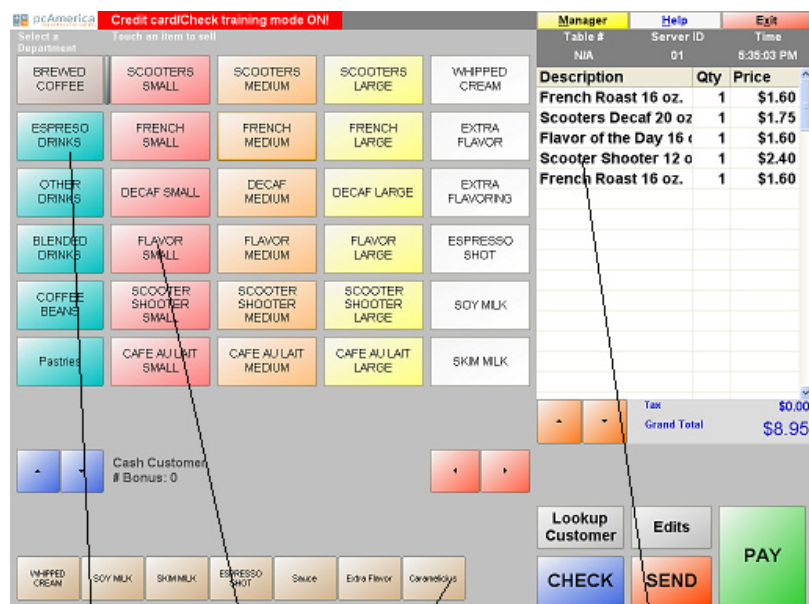 pcAmerica Credit card/Check training mode ON! Manager Help Exit
Select a Department Touch an item to sell
Table # Server ID Time
N/A 01 5:35:03 PM
BREWED COFFEE SCOOTERS SMALL SCOOTERS MEDIUM SCOOTERS LARGE WHIPPED CREAM
ESPRESO DRINKS FRENCH SMALL FRENCH MEDIUM FRENCH LARGE EXTRA FLAVOR
OTHER DRINKS DECAF SMALL DECAF MEDIUM DECAF LARGE EXTRA FLAVORING
BLENDED DRINKS FLAVOR SMALL FLAVOR MEDIUM FLAVOR LARGE ESPRESSO SHOT
COFFEE BEANS SCOOTER SHOOTER SMALL SCOOTER SHOOTER MEDIUM SCOOTER SHOOTER LARGE SOY MILK
Pastries CAFE AU LAIT SMALL CAFE AU LAIT MEDIUM CAFE AU LAIT LARGE SKIM MILK
Description Qty Price
French Roast 16 oz. 1 $1.60
Scooters Decaf 20 oz 1 $1.75
Flavor of the Day 16 1 $1.60
Scooter Shooter 12 o 1 $2.40
French Roast 16 oz. 1 $1.60
Tax $0.00
Grand Total $8.95
Cash Customer
# Bonus: 0
WHIPPED CREAM SOY MILK SKIM MILK ESPRESSO SHOT Sauce Extra Flavor Caramelicius
Lookup Customer Edits
CHECK SEND PAY